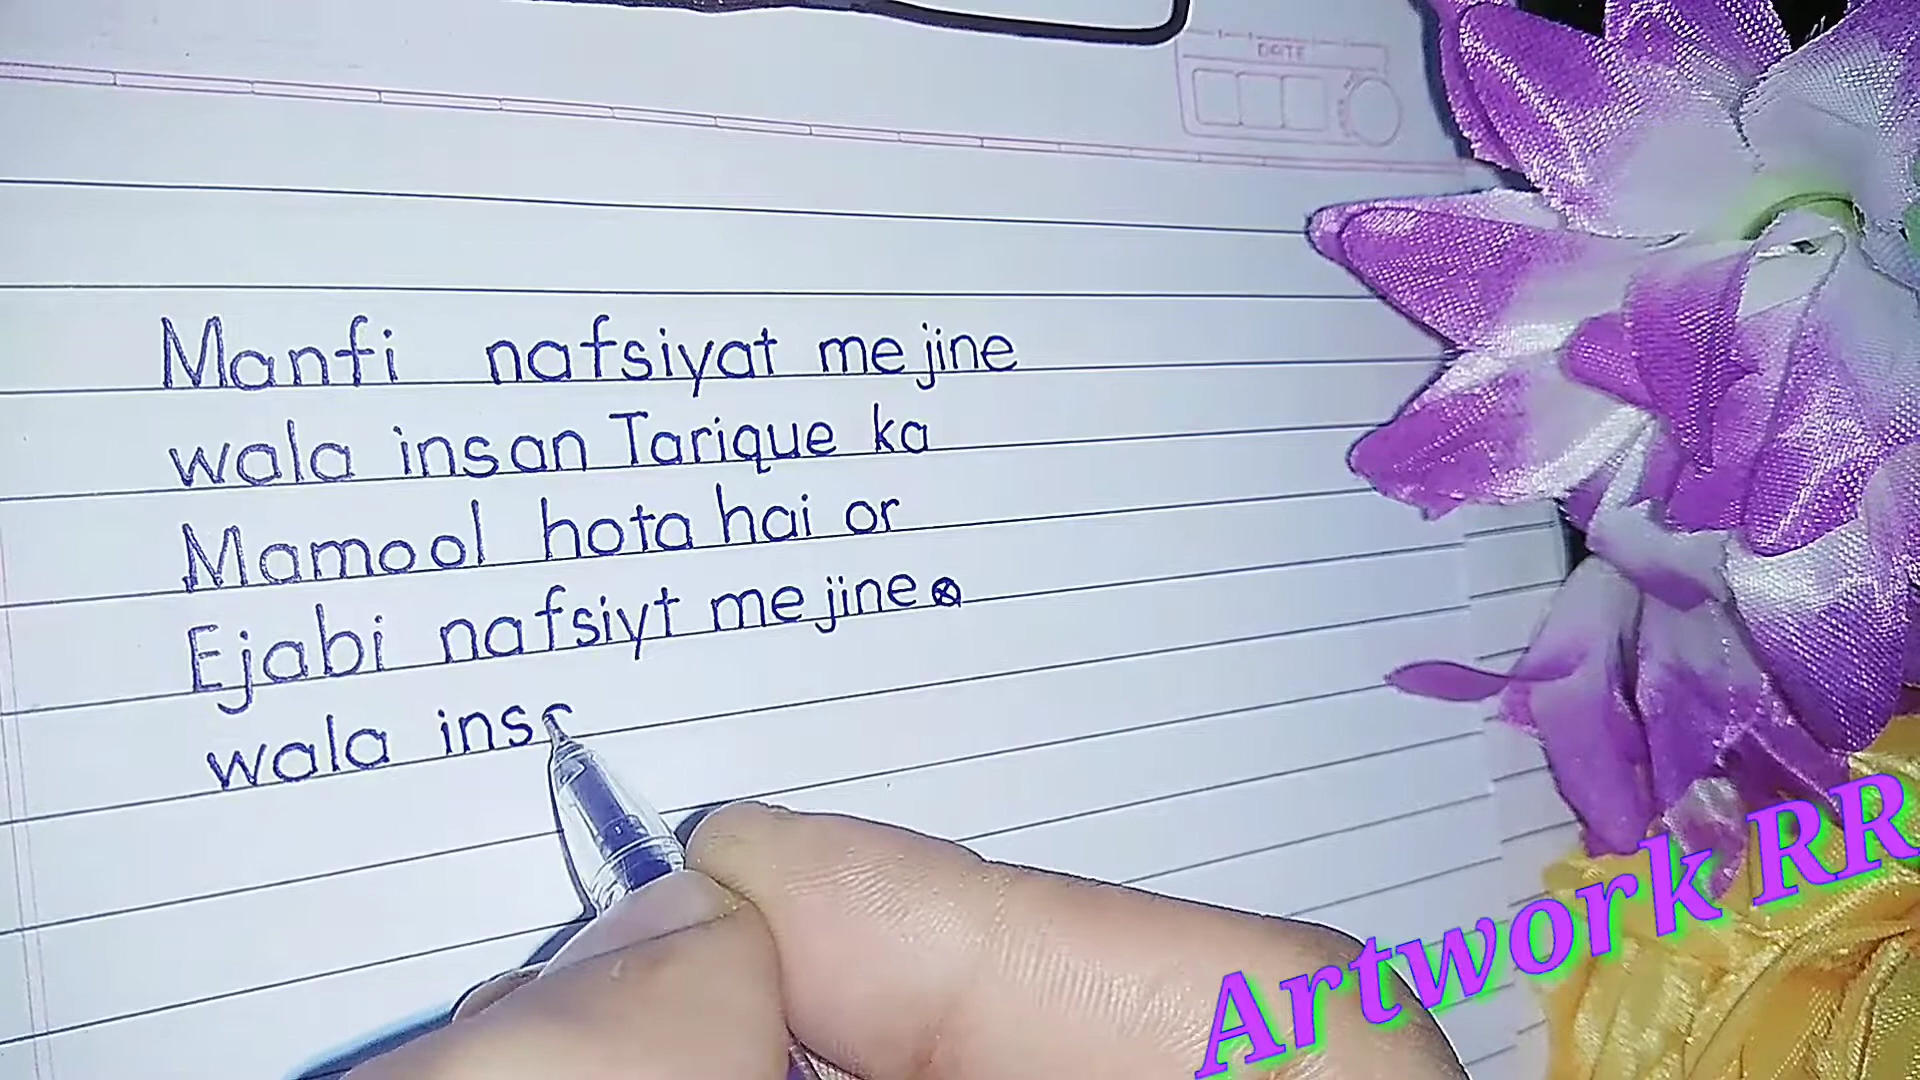 DATE
Manfi nafsiyat me jine
wala insan Tarique ka
Mamool hota hai or
Ejabi nafsiyt me jine
wala ins
Artwork RR